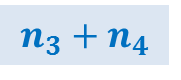 n₃ + n₄